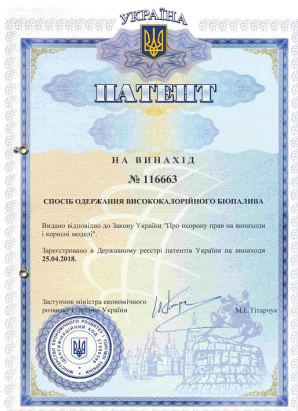 УКРАЇНА
ПАТЕНТ
НА ВИНАХІД
№ 116663
СПОСІБ ОДЕРЖАННЯ ВИСОКОКАЛОРІЙНОГО БІОПАЛИВА
Видано відповідно до Закону України "Про охорону прав на винаходи
і корисні моделі".
Зареєстровано в Державному реєстрі патентів України на винаходи
25.04.2018.
Заступник міністра економічного
розвитку і торгівлі України
М.І. Тітарчук